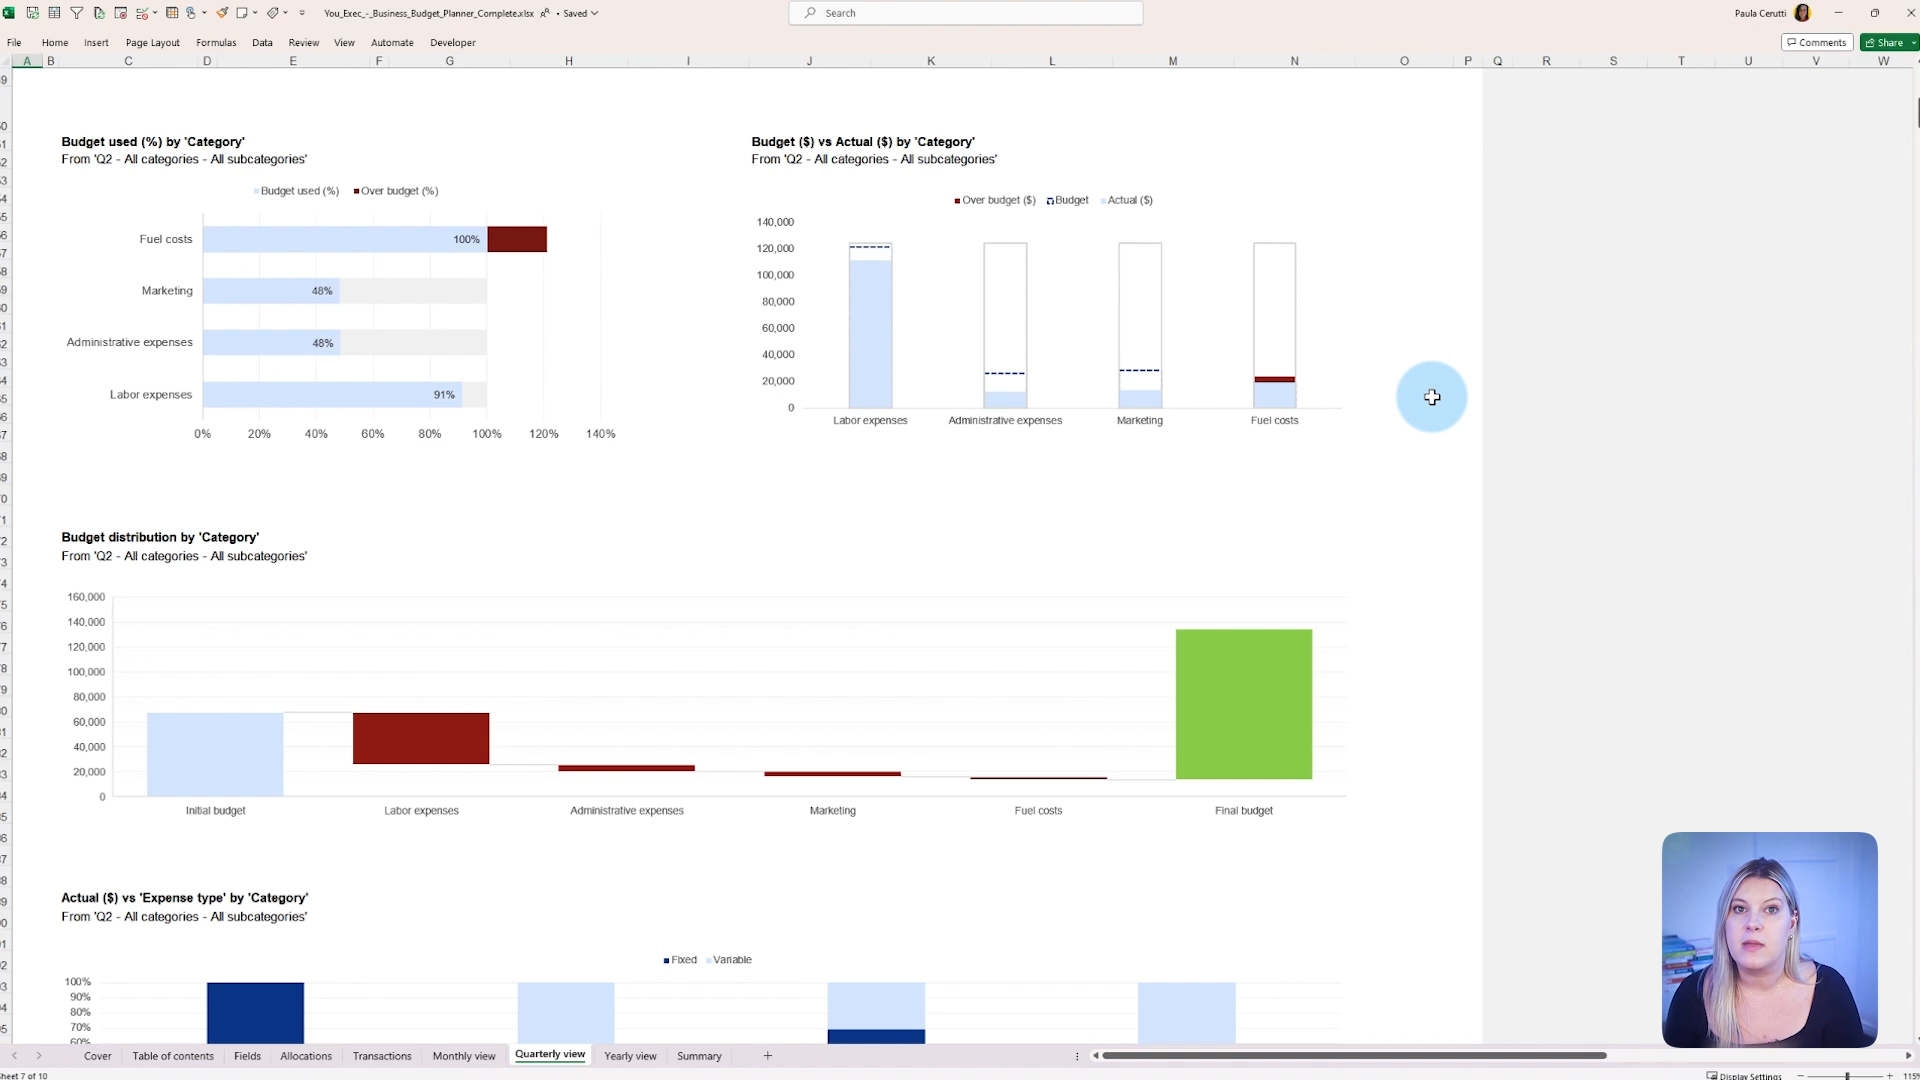 You_Exec_-_Business_Budget_Planner_Complete.xlsx • Saved
Search
Paula Cerutti
File Home Insert Page Layout Formulas Data Review View Automate Developer
Comments Share
A B C D E F G H I J K L M N O P Q R S T U V W
Budget used (%) by 'Category'
From 'Q2 - All categories - All subcategories'
Budget used (%) Over budget (%)
Fuel costs 100%
Marketing 48%
Administrative expenses 48%
Labor expenses 91%
0% 20% 40% 60% 80% 100% 120% 140%
Budget ($) vs Actual ($) by 'Category'
From 'Q2 - All categories - All subcategories'
Over budget ($) Budget Actual ($)
140,000
120,000
100,000
80,000
60,000
40,000
20,000
0
Labor expenses Administrative expenses Marketing Fuel costs
Budget distribution by 'Category'
From 'Q2 - All categories - All subcategories'
160,000
140,000
120,000
100,000
80,000
60,000
40,000
20,000
0
Initial budget Labor expenses Administrative expenses Marketing Fuel costs Final budget
Actual ($) vs 'Expense type' by 'Category'
From 'Q2 - All categories - All subcategories'
Fixed Variable
100%
90%
80%
70%
60%
Cover Table of contents Fields Allocations Transactions Monthly view Quarterly view Yearly view Summary
Sheet 7 of 10
Display Settings
115%